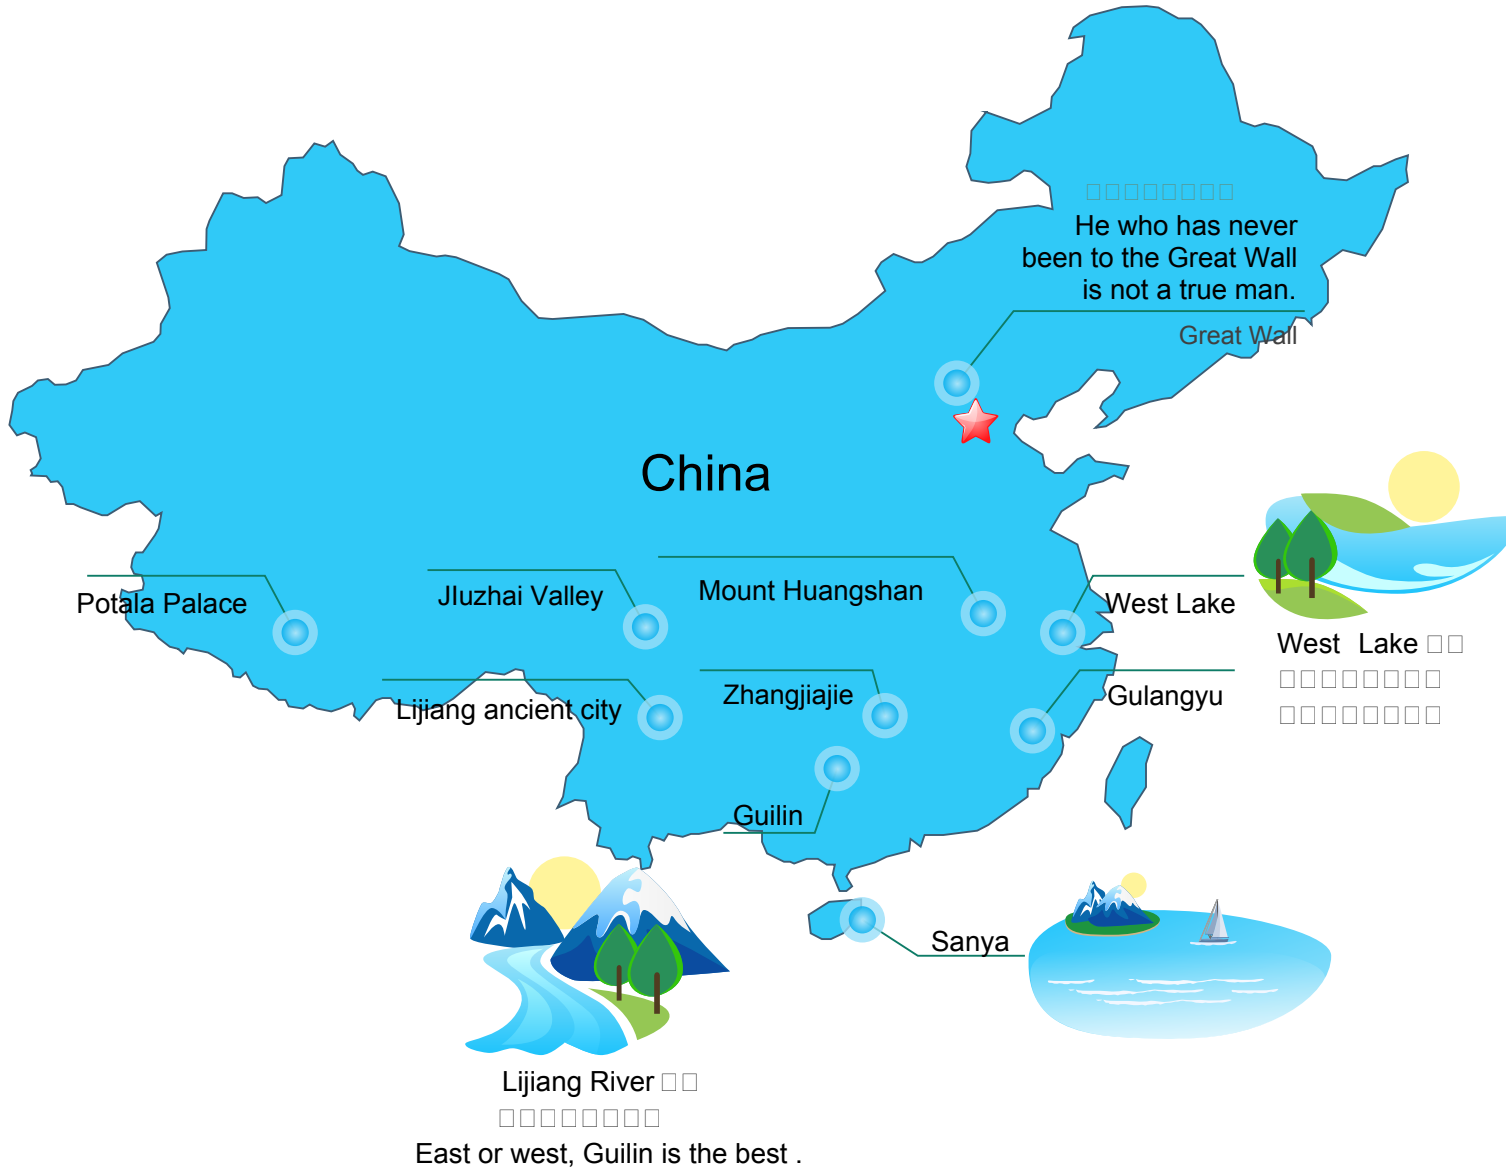 He who has never
been to the Great Wall
is not a true man.
Great Wall
China
Potala Palace
JIuzhai Valley
Mount Huangshan
West Lake
West Lake
Lijiang ancient city
Zhangjiajie
Gulangyu
Guilin
Sanya
Lijiang River
East or west, Guilin is the best .